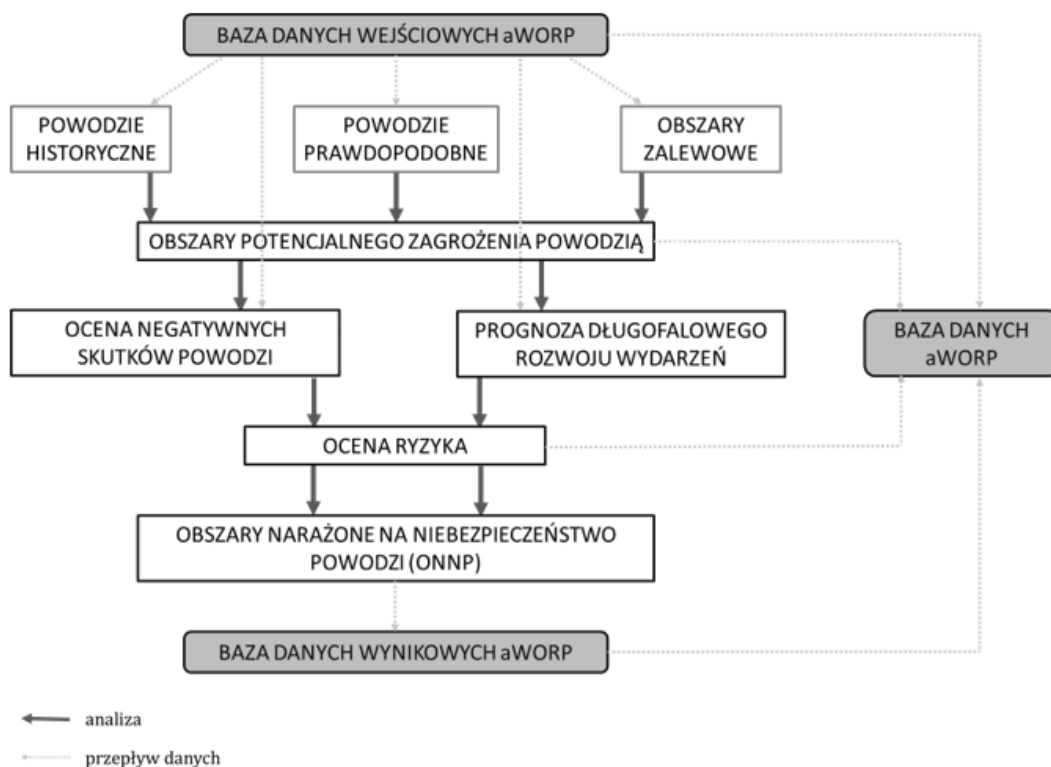 BAZA DANYCH WEJŚCIOWYCH aWORP
POWODZIE
HISTORYCZNE
POWODZIE
PRAWDOPODOBNE
OBSZARY
ZALEWOWE
OBSZARY POTENCJALNEGO ZAGROŻENIA POWODZIĄ
OCENA NEGATYWNYCH
SKUTKÓW POWODZI
PROGNOZA DŁUGOFALOWEGO
ROZWOJU WYDARZEŃ
BAZA DANYCH
aWORP
OCENA RYZYKA
OBSZARY NARAŻONE NA NIEBEZPIECZEŃSTWO
POWODZI (ONNP)
BAZA DANYCH WYNIKOWYCH aWORP
analiza
przepływ danych